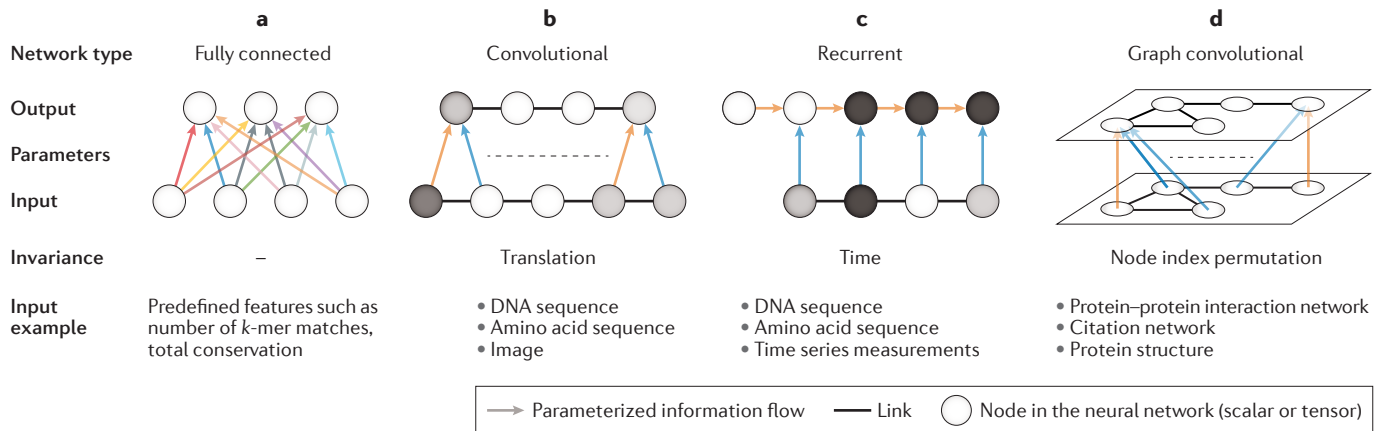 a b c d
Network type Fully connected Convolutional Recurrent Graph convolutional
Output
Parameters
Input
Invariance – Translation Time Node index permutation
Input example
Predefined features such as
number of k-mer matches,
total conservation
• DNA sequence
• Amino acid sequence
• Image
• DNA sequence
• Amino acid sequence
• Time series measurements
• Protein–protein interaction network
• Citation network
• Protein structure
Parameterized information flow Link Node in the neural network (scalar or tensor)